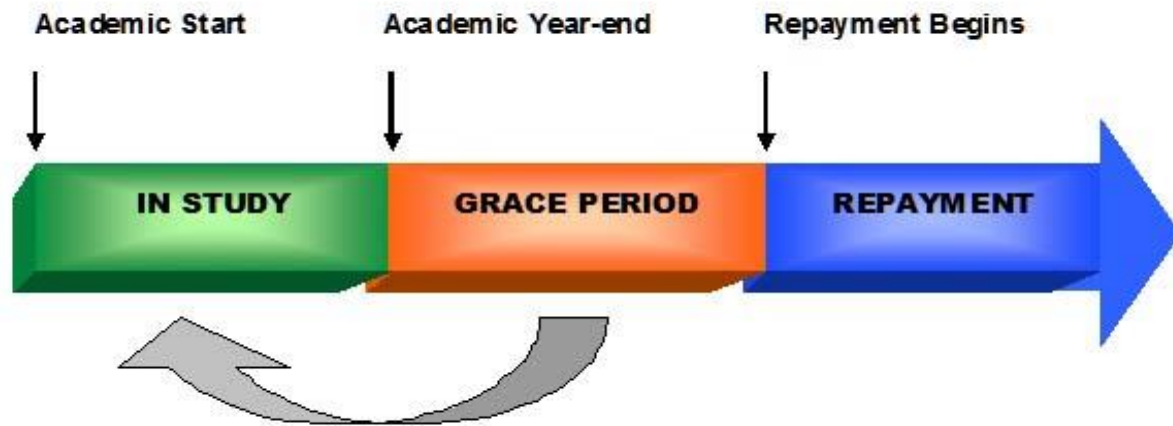 Academic Start
Academic Year-end
Repayment Begins
IN STUDY
GRACE PERIOD
REPAYMENT